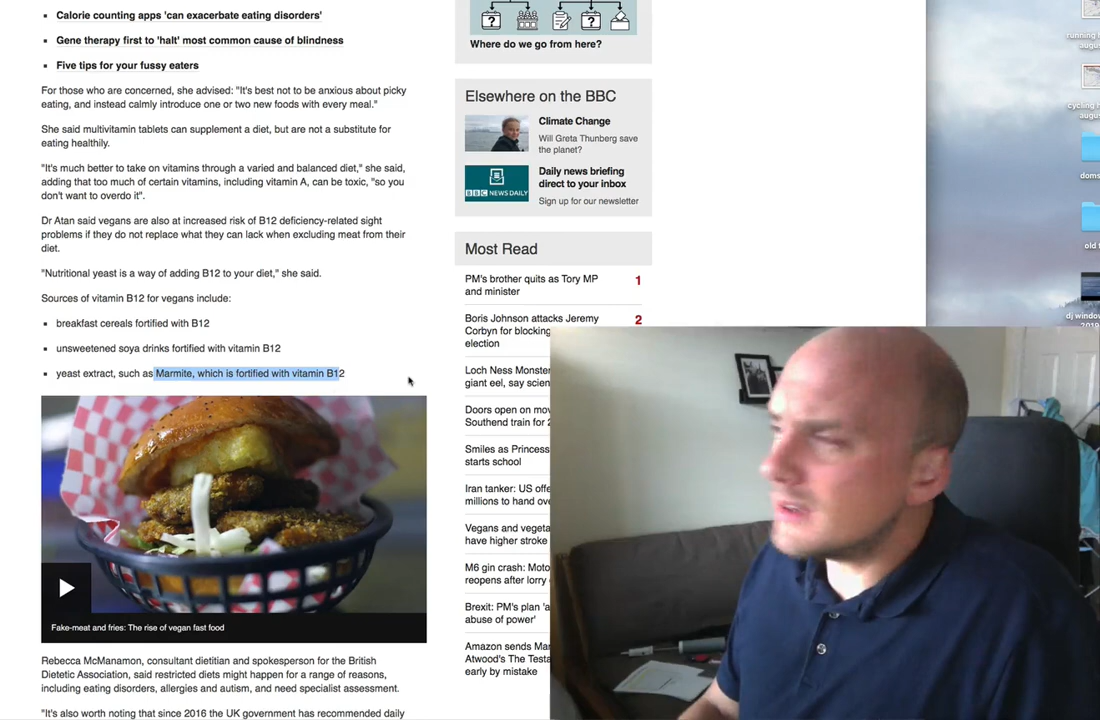 Calorie counting apps 'can exacerbate eating disorders'
Gene therapy first to 'halt' most common cause of blindness
Five tips for your fussy eaters
For those who are concerned, she advised: "It's best not to be anxious about picky
eating, and instead calmly introduce one or two new foods with every meal."
She said multivitamin tablets can supplement a diet, but are not a substitute for
eating healthily.
"It's much better to take on vitamins through a varied and balanced diet," she said,
adding that too much of certain vitamins, including vitamin A, can be toxic, "so you
don't want to overdo it".
Dr Atan said vegans are also at increased risk of B12 deficiency-related sight
problems if they do not replace what they can lack when excluding meat from their
diet.
"Nutritional yeast is a way of adding B12 to your diet," she said.
Sources of vitamin B12 for vegans include:
breakfast cereals fortified with B12
unsweetened soya drinks fortified with vitamin B12
yeast extract, such as Marmite, which is fortified with vitamin B12
Fake-meat and fries: The rise of vegan fast food
Rebecca McManamon, consultant dietitian and spokesperson for the British
Dietetic Association, said restricted diets might happen for a range of reasons,
including eating disorders, allergies and autism, and need specialist assessment.
"It's also worth noting that since 2016 the UK government has recommended daily
Where do we go from here?
Elsewhere on the BBC
Climate Change
Will Greta Thunberg save
the planet?
BBC NEWS DAILY
Daily news briefing
direct to your inbox
Sign up for our newsletter
Most Read
PM's brother quits as Tory MP
and minister
1
Boris Johnson attacks Jeremy
Corbyn for blocking
election
2
Loch Ness Monster
giant eel, say
Doors open on
Southend train for
Smiles as Princess
starts school
Iran tanker: US
millions to hand
Vegans and
have higher stroke
M6 gin crash:
reopens after lorry
Brexit: PM's plan
abuse of power'
Amazon sends
Atwood's The
early by mistake
running
cycling
doms
old
dj window